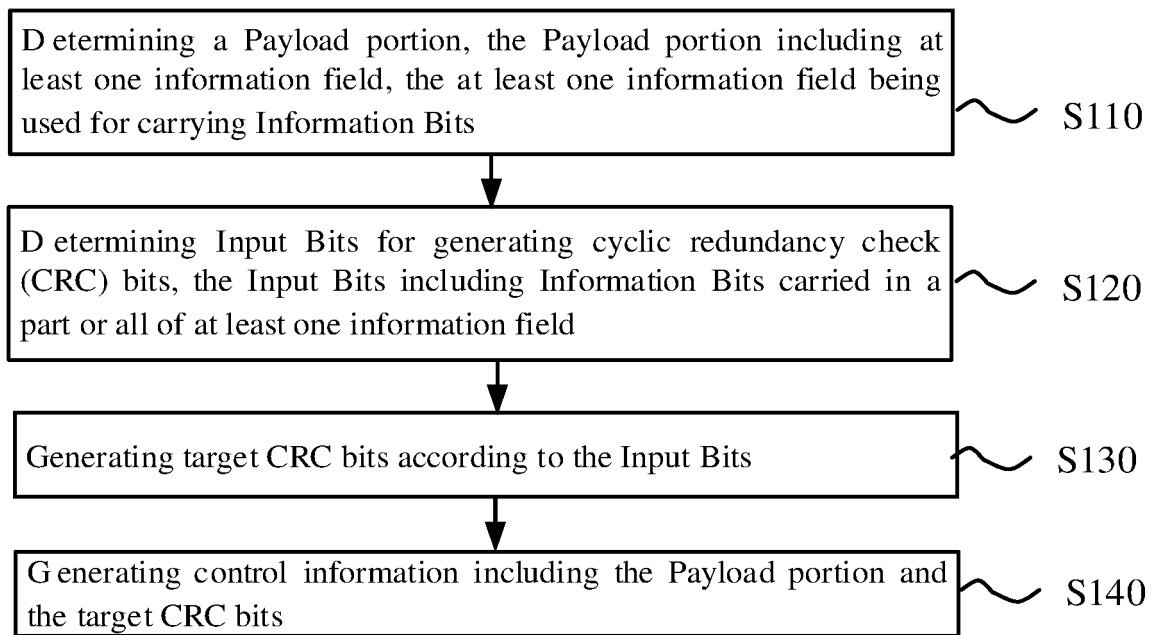 D etermining a Payload portion, the Payload portion including at
least one information field, the at least one information field being
used for carrying Information Bits
S110
D etermining Input Bits for generating cyclic redundancy check
(CRC) bits, the Input Bits including Information Bits carried in a
part or all of at least one information field
S120
Generating target CRC bits according to the Input Bits
S130
G enerating control information including the Payload portion and
the target CRC bits
S140